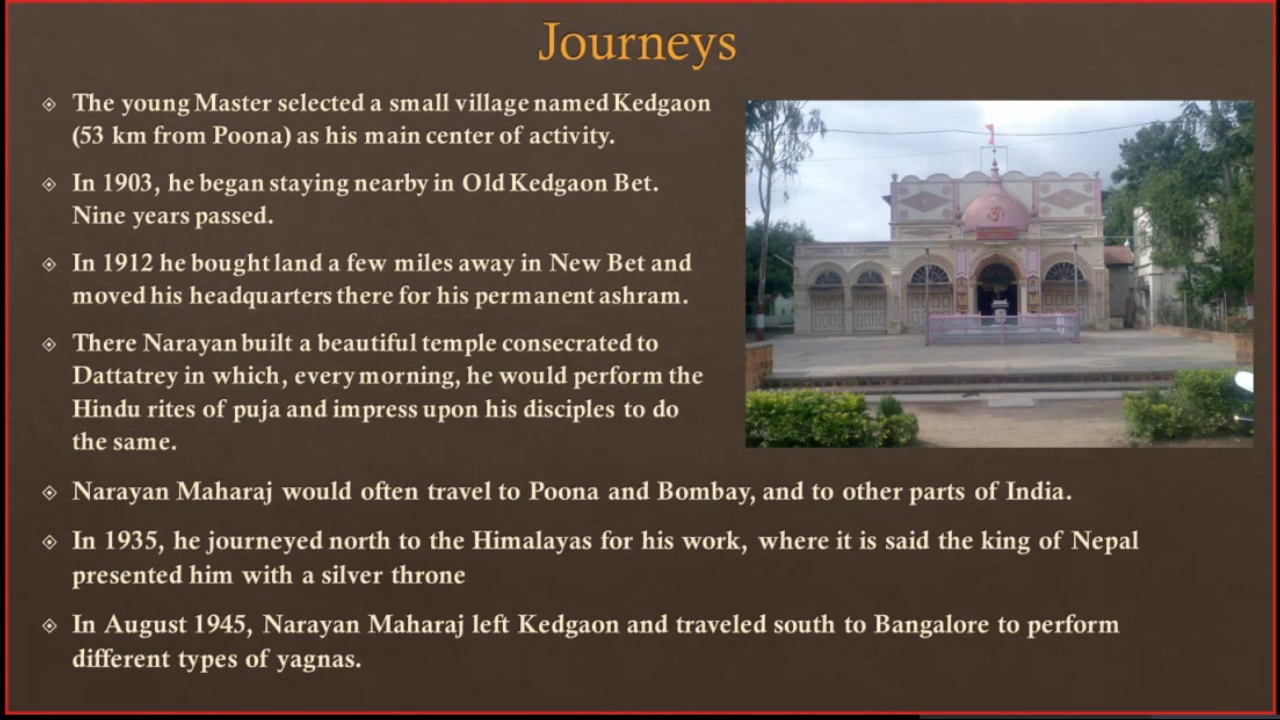 Journeys
The young Master selected a small village named Kedgaon
(53 km from Poona) as his main center of activity.
In 1903, he began staying nearby in Old Kedgaon Bet.
Nine years passed.
In 1912 he bought land a few miles away in New Bet and
moved his headquarters there for his permanent ashram.
There Narayan built a beautiful temple consecrated to
Dattatrey in which, every morning, he would perform the
Hindu rites of puja and impress upon his disciples to do
the same.
Narayan Maharaj would often travel to Poona and Bombay, and to other parts of India.
In 1935, he journeyed north to the Himalayas for his work, where it is said the king of Nepal
presented him with a silver throne
In August 1945, Narayan Maharaj left Kedgaon and traveled south to Bangalore to perform
different types of yagnas.
ॐ